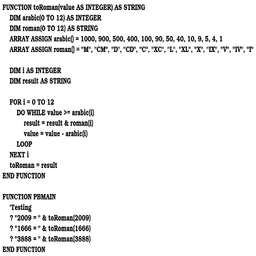 FUNCTION toRoman(value AS INTEGER) AS STRING
DIM arabic(0 TO 12) AS INTEGER
DIM roman(0 TO 12) AS STRING
ARRAY ASSIGN arabic() = 1000, 900, 500, 400, 100, 90, 50, 40, 10, 9, 5, 4, 1
ARRAY ASSIGN roman() = "M", "CM", "D", "CD", "C", "XC", "L", "XL", "X", "IX", "V", "IV", "I"
DIM i AS INTEGER
DIM result AS STRING
FOR i = 0 TO 12
DO WHILE value >= arabic(i)
result = result & roman(i)
value = value - arabic(i)
LOOP
NEXT i
toRoman = result
END FUNCTION
FUNCTION PBMAIN
'Testing
? "2009 = " & toRoman(2009)
? "1666 = " & toRoman(1666)
? "3888 = " & toRoman(3888)
END FUNCTION